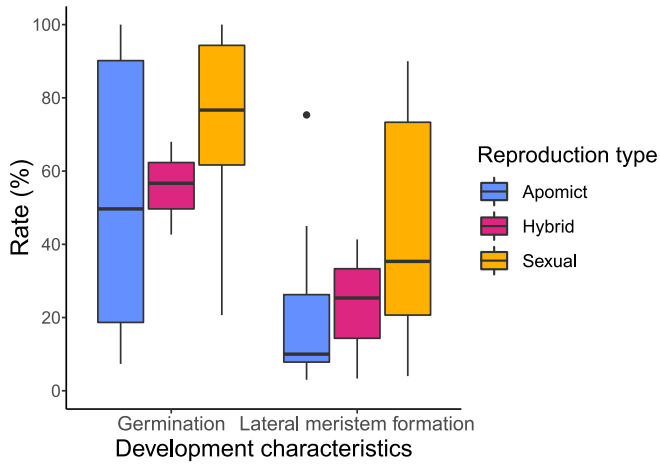 100
80
60
40
20
0
Rate (%)
Germination
Lateral meristem formation
Development characteristics
Reproduction type
Apomict
Hybrid
Sexual